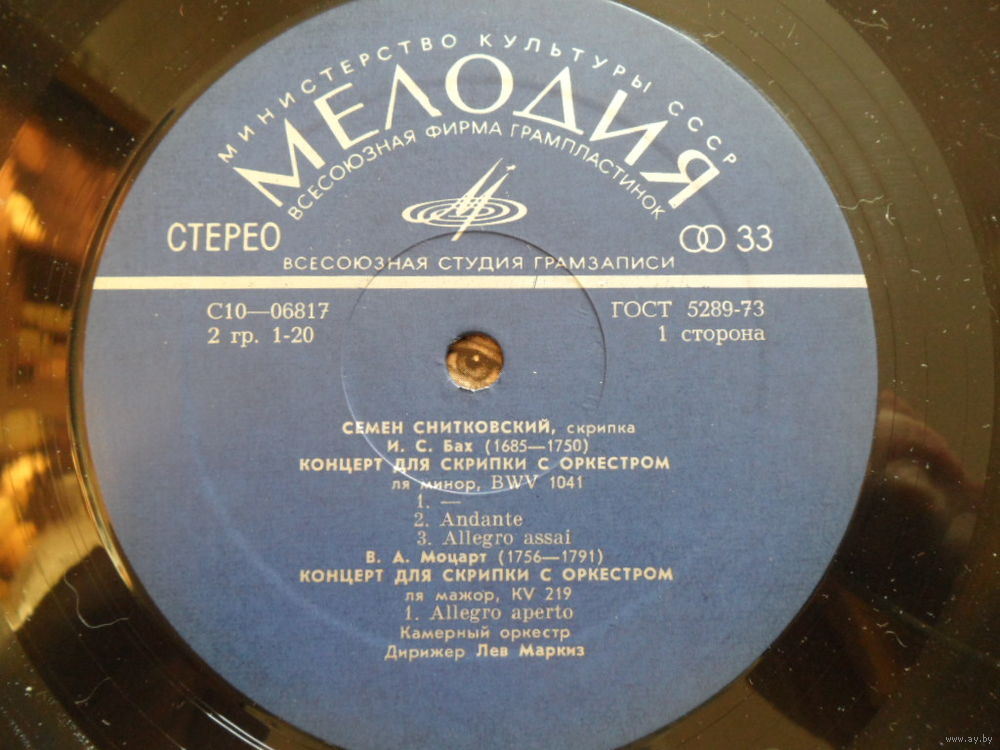 МИНИСТЕРСТВО КУЛЬТУРЫ СССР
МЕЛОДИЯ
ВСЕСОЮЗНАЯ ФИРМА ГРАМПЛАСТИНОК
СТЕРЕО
33
ВСЕСОЮЗНАЯ СТУДИЯ ГРАМЗАПИСИ
С10—06817
ГОСТ 5289-73
2 гр. 1-20
1 сторона
СЕМЕН СНИТКОВСКИЙ, скрипка
И. С. Бах (1685—1750)
КОНЦЕРТ ДЛЯ СКРИПКИ С ОРКЕСТРОМ
ля минор, BWV 1041
1. —
2. Andante
3. Allegro assai
В. А. Моцарт (1756—1791)
КОНЦЕРТ ДЛЯ СКРИПКИ С ОРКЕСТРОМ
ля мажор, KV 219
1. Allegro aperto
Камерный оркестр
Дирижер Лев Маркиз
www.ay.by